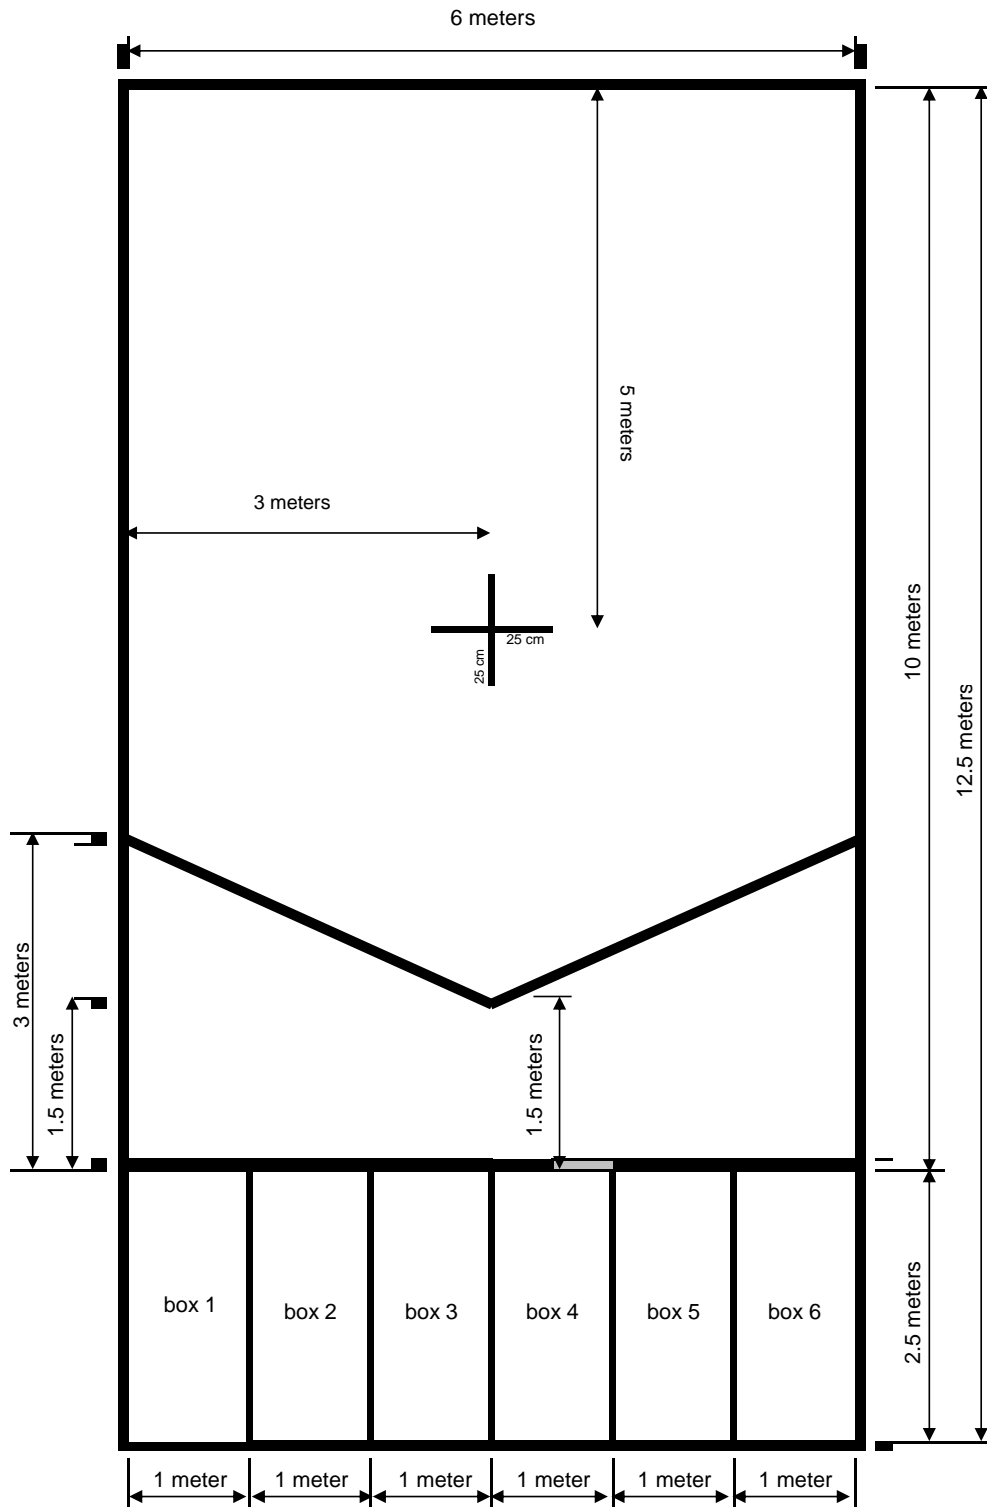 6 meters
5 meters
3 meters
25 cm
25 cm
10 meters
12.5 meters
3 meters
1.5 meters
1.5 meters
box 1
box 2
box 3
box 4
box 5
box 6
2.5 meters
1 meter
1 meter
1 meter
1 meter
1 meter
1 meter